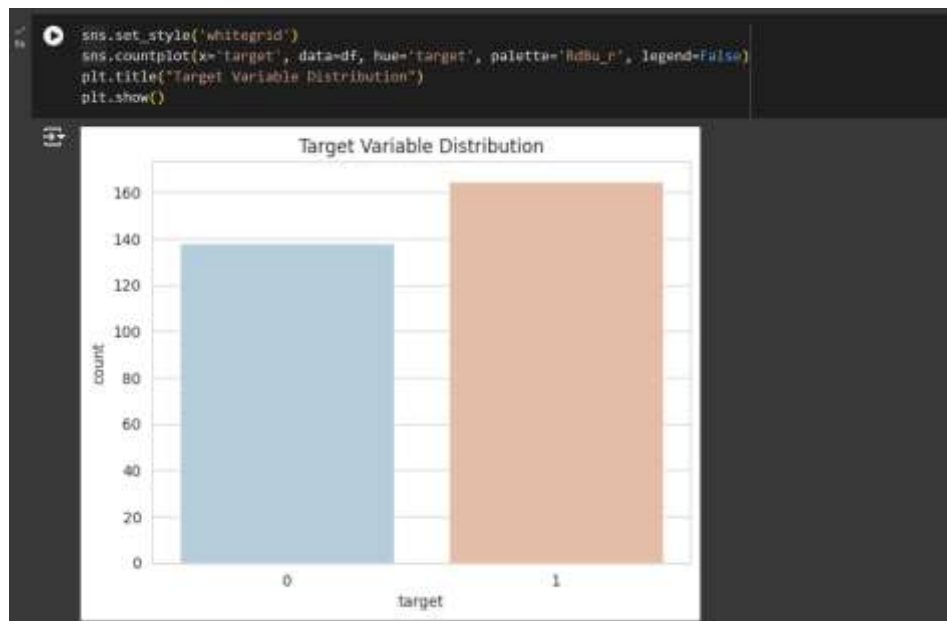 sns.set_style('whitegrid')
sns.countplot(x='target', data=df, hue='target', palette='RdBu_r', legend=False)
plt.title("Target Variable Distribution")
plt.show()
Target Variable Distribution
160
140
120
100
80
60
40
20
0
count
0 1
target